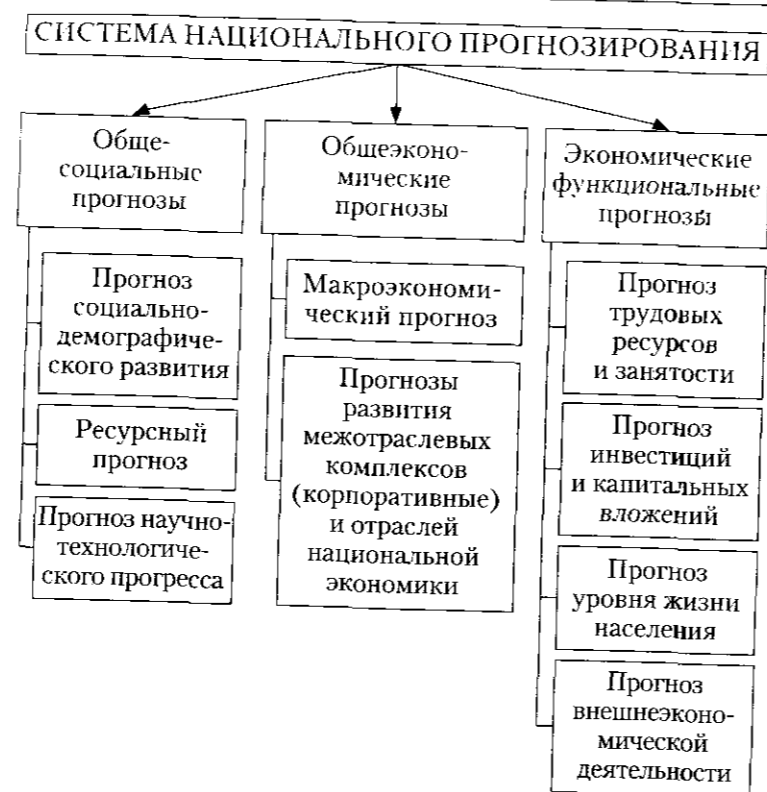 СИСТЕМА НАЦИОНАЛЬНОГО ПРОГНОЗИРОВАНИЯ
Обще-
социальные
прогнозы
Прогноз
социально-
демографиче-
ского развития
Ресурсный
прогноз
Прогноз научно-
технологиче-
ского прогресса
Общеэконо-
мические
прогнозы
Макроэкономи-
ческий прогноз
Прогнозы
развития
межотраслевых
комплексов
(корпоративные)
и отраслей
национальной
экономики
Экономические
функциональные
прогнозы
Прогноз
трудовых
ресурсов
и занятости
Прогноз
инвестиций
и капитальных
вложений
Прогноз
уровня жизни
населения
Прогноз
внешнеэконо-
мической
деятельности